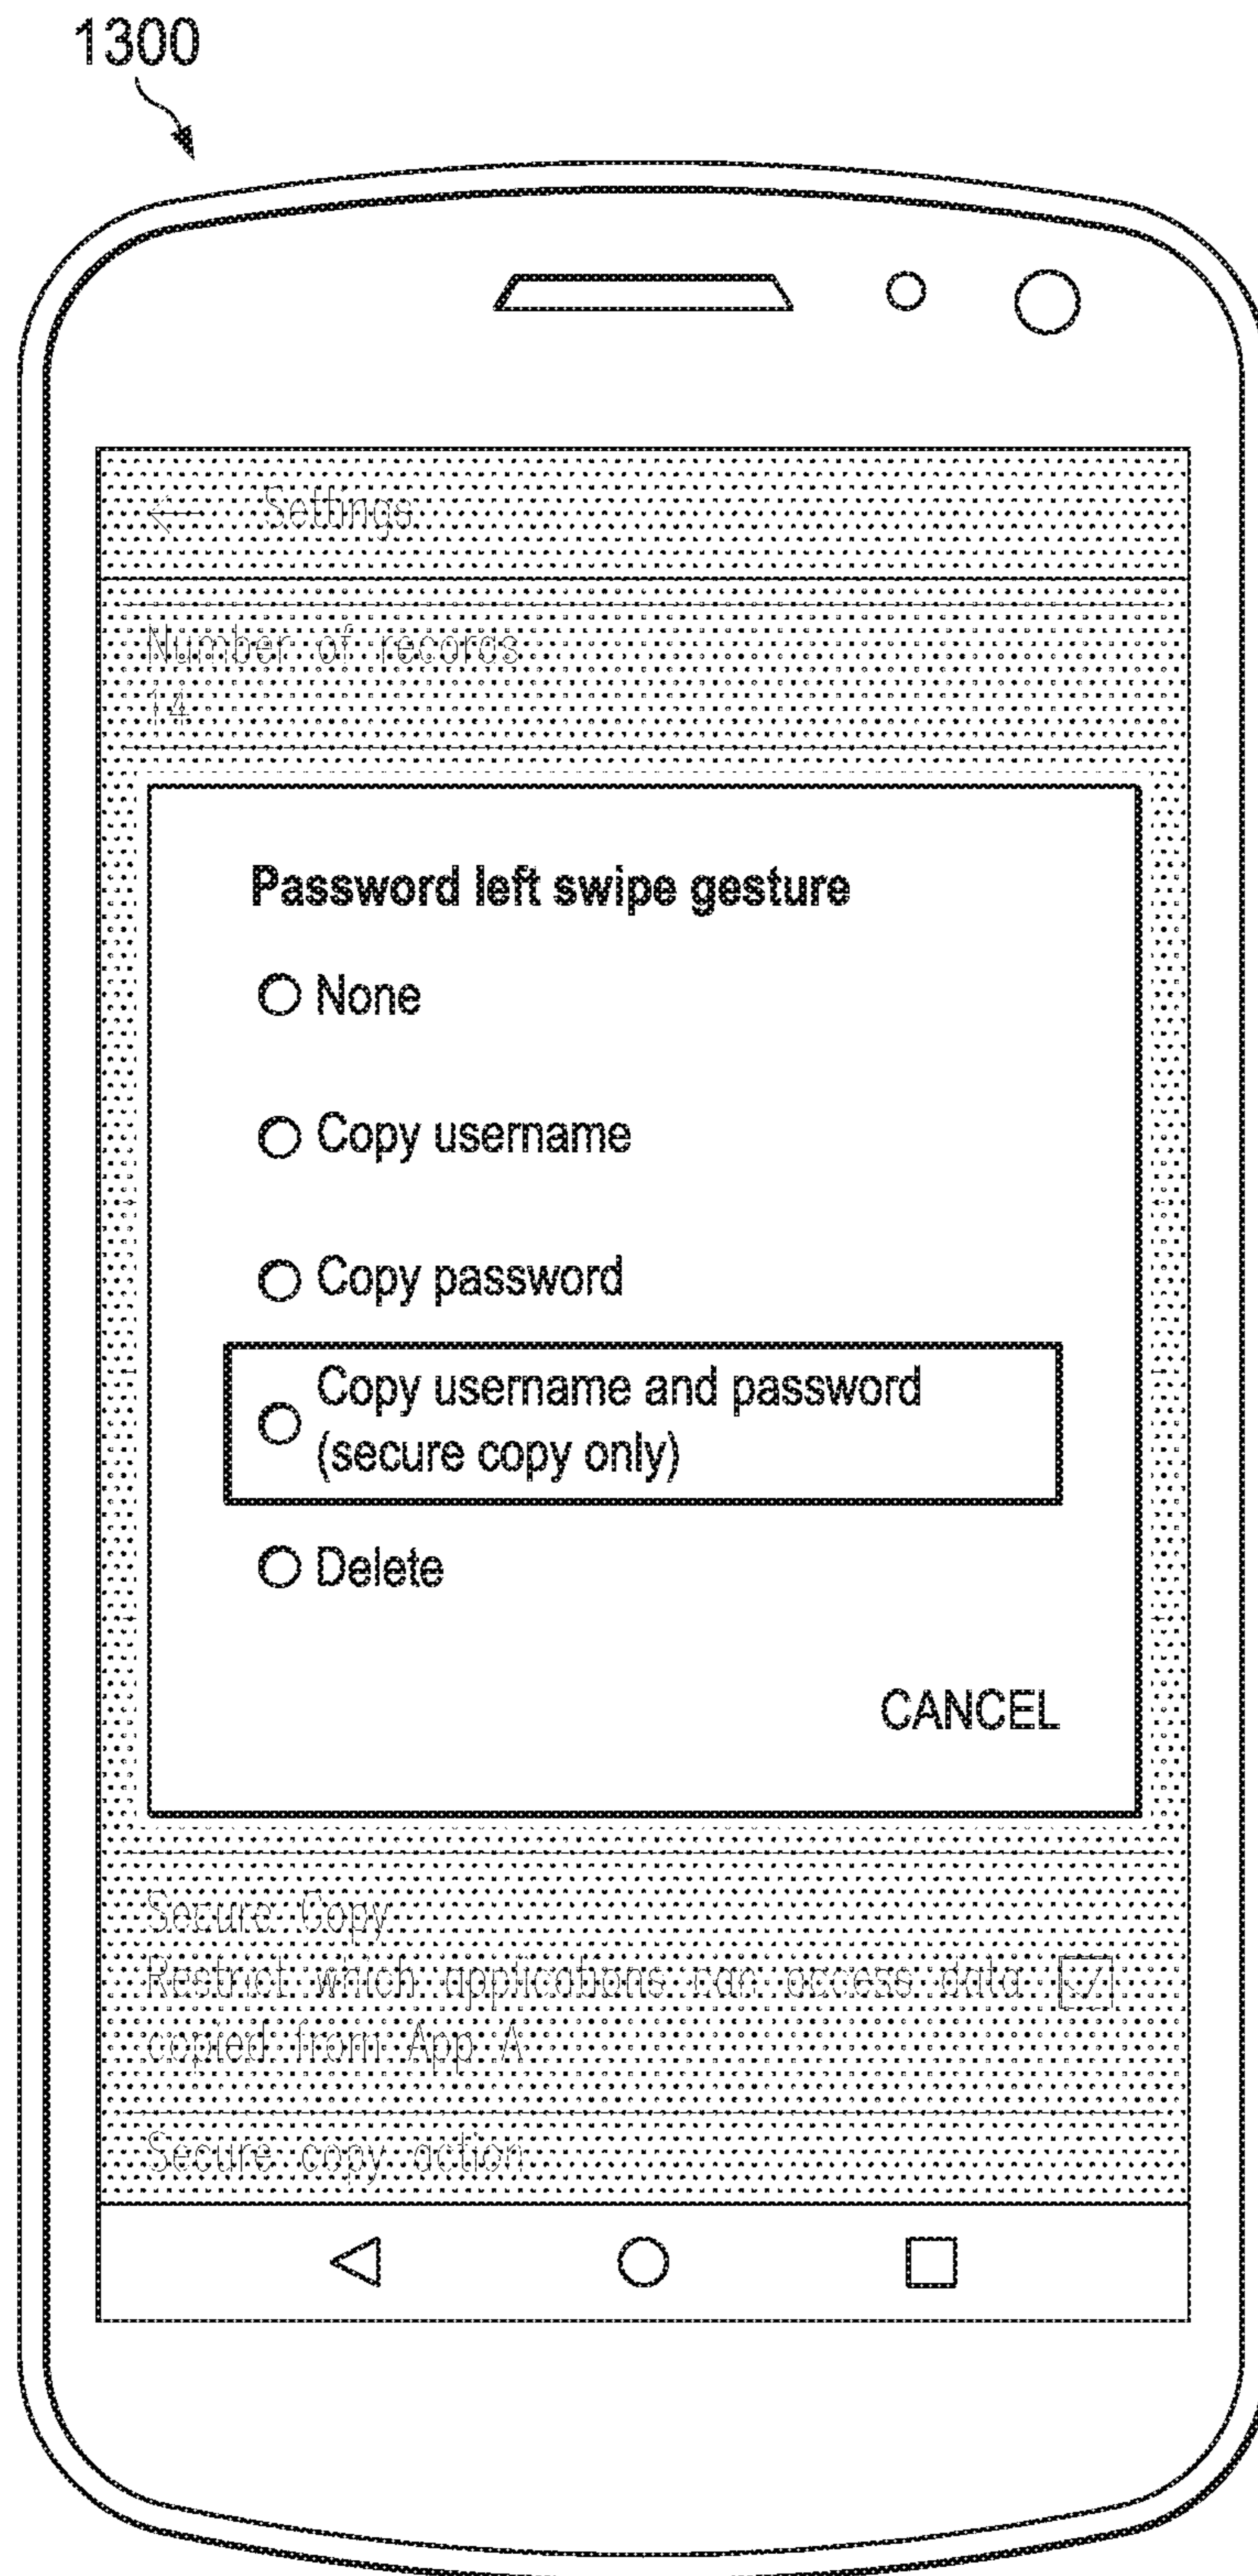 1300
Settings
Number of records
14
Password left swipe gesture
None
Copy username
Copy password
Copy username and password
(secure copy only)
Delete
CANCEL
Secure Copy
Restrict which applications can access data
copied from App A
Secure copy action